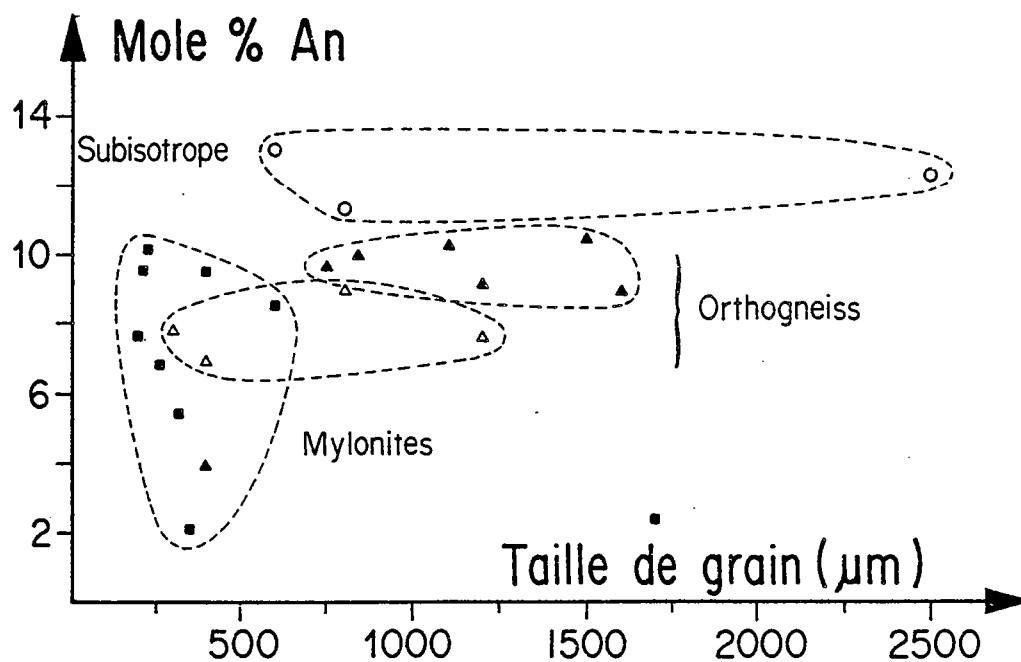 Mole % An
14
Subisotrope
10
Orthogneiss
6
Mylonites
2
Taille de grain (µm)
500
1000
1500
2000
2500